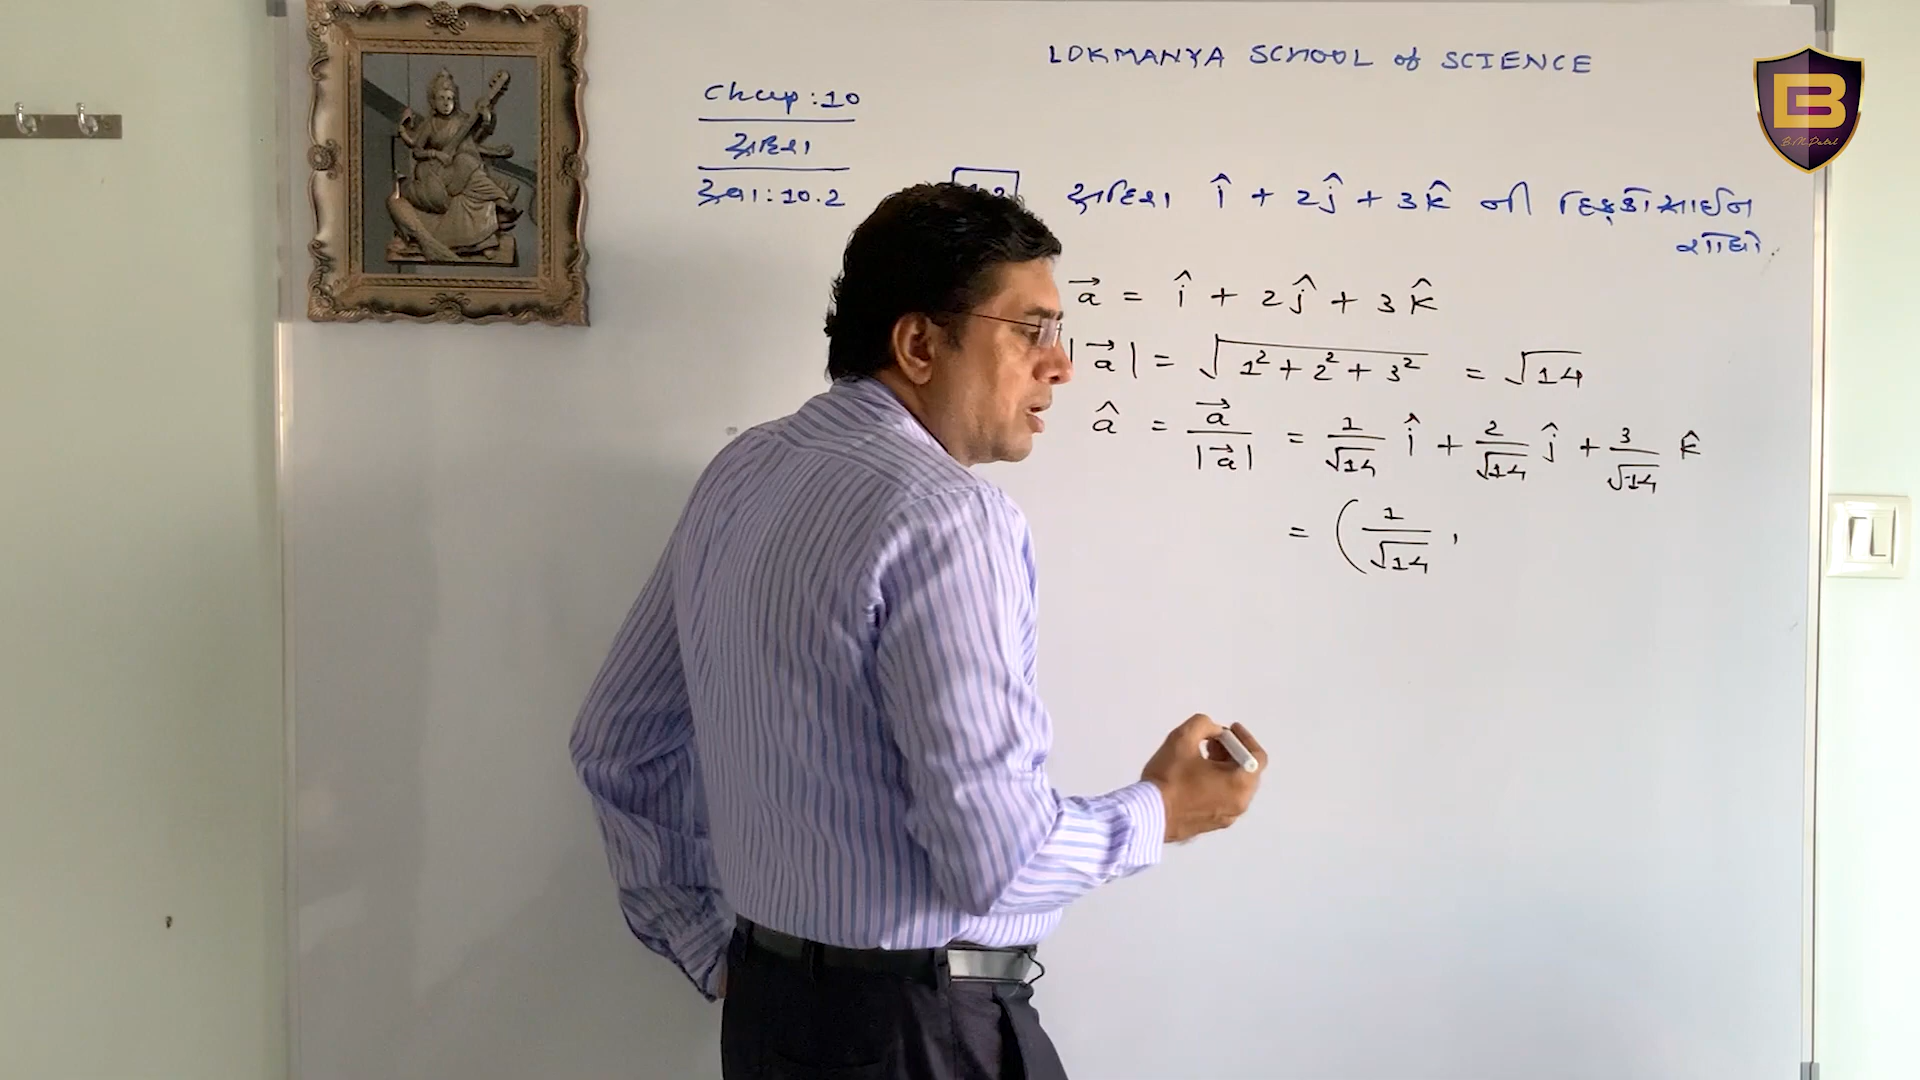 LOKMANYA SCHOOL of SCIENCE
Chap : 10
સદિશ
સ્વા : 10.2
સદિશ î + 2ĵ + 3k̂ ની દિક્કોસાઈન
શોધો.
a⃗ = î + 2ĵ + 3k̂
|a⃗| = √(1² + 2² + 3²) = √14
â = a⃗/|a⃗| = 1/√14 î + 2/√14 ĵ + 3/√14 k̂
= (1/√14 ,
B
B.M.Patel